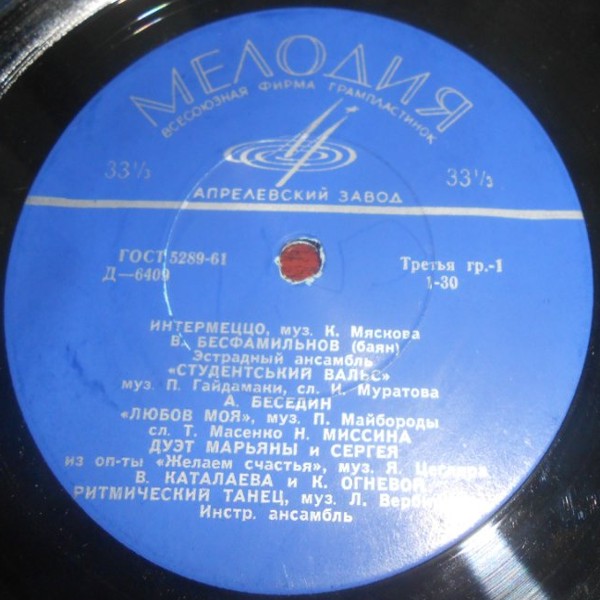 МЕЛОДИЯ
ВСЕСОЮЗНАЯ ФИРМА ГРАМПЛАСТИНОК
33⅓ 33⅓
АПРЕЛЕВСКИЙ ЗАВОД
ГОСТ 5289-61 Третья гр.-1
Д—6409 1-30
ИНТЕРМЕЦЦО, муз. К. Мяскова
В. БЕСФАМИЛЬНОВ (баян)
Эстрадный ансамбль
«СТУДЕНТСЬКИЙ ВАЛЬС»
муз. П. Гайдамаки, сл. И. Муратова
А. БЕСЕДИН
«ЛЮБОВ МОЯ», муз. П. Майбороды
сл. Т. Масенко Н. МИССИНА
ДУЭТ МАРЬЯНЫ И СЕРГЕЯ
из оп-ты «Желаем счастья», муз. Я.
В. КАТАЛАЕВА и К. ОГНЕВОЙ
РИТМИЧЕСКИЙ ТАНЕЦ, муз. Л.
Инстр. ансамбль